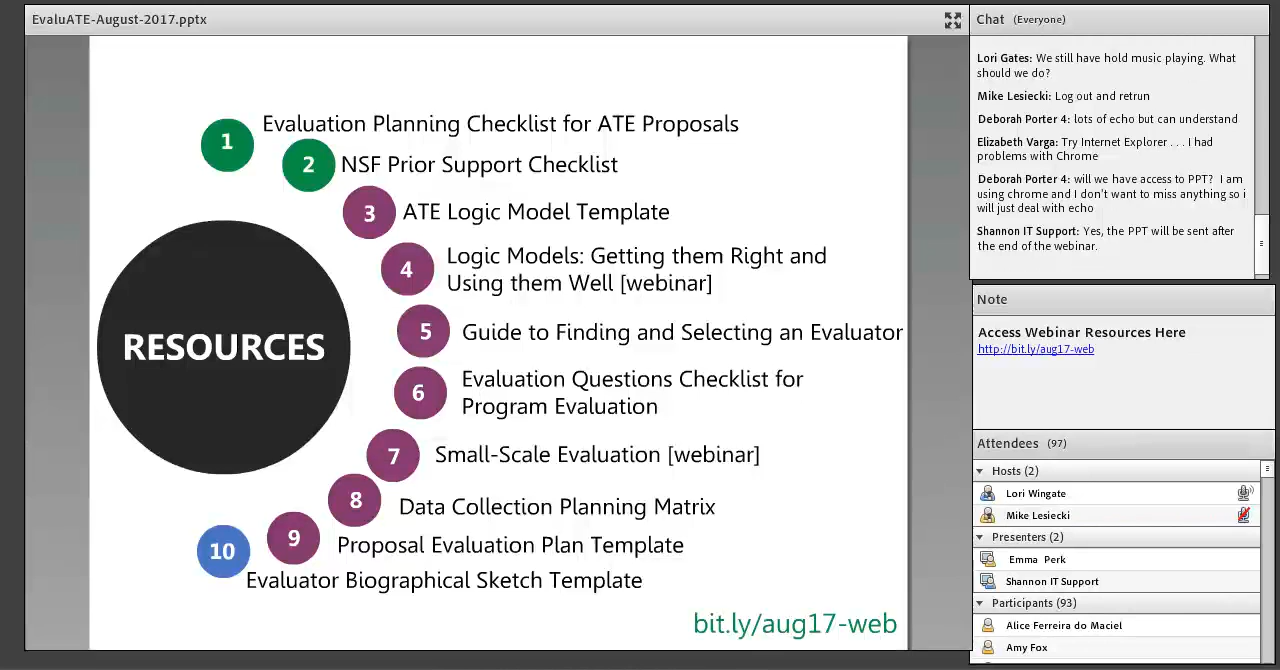 EvaluATE-August-2017.pptx
1
Evaluation Planning Checklist for ATE Proposals
2
NSF Prior Support Checklist
3
ATE Logic Model Template
4
Logic Models: Getting them Right and
Using them Well [webinar]
RESOURCES
5
Guide to Finding and Selecting an Evaluator
6
Evaluation Questions Checklist for
Program Evaluation
7
Small-Scale Evaluation [webinar]
8
Data Collection Planning Matrix
9
Proposal Evaluation Plan Template
10
Evaluator Biographical Sketch Template
bit.ly/aug17-web
Chat (Everyone)
Lori Gates: We still have hold music playing. What
should we do?
Mike Lesiecki: Log out and retrun
Deborah Porter 4: lots of echo but can understand
Elizabeth Varga: Try Internet Explorer . . . I had
problems with Chrome
Deborah Porter 4: will we have access to PPT? I am
using chrome and I don't want to miss anything so i
will just deal with echo
Shannon IT Support: Yes, the PPT will be sent after
the end of the webinar.
Note
Access Webinar Resources Here
http://bit.ly/aug17-web
Attendees (97)
Hosts (2)
Lori Wingate
Mike Lesiecki
Presenters (2)
Emma Perk
Shannon IT Support
Participants (93)
Alice Ferreira do Maciel
Amy Fox